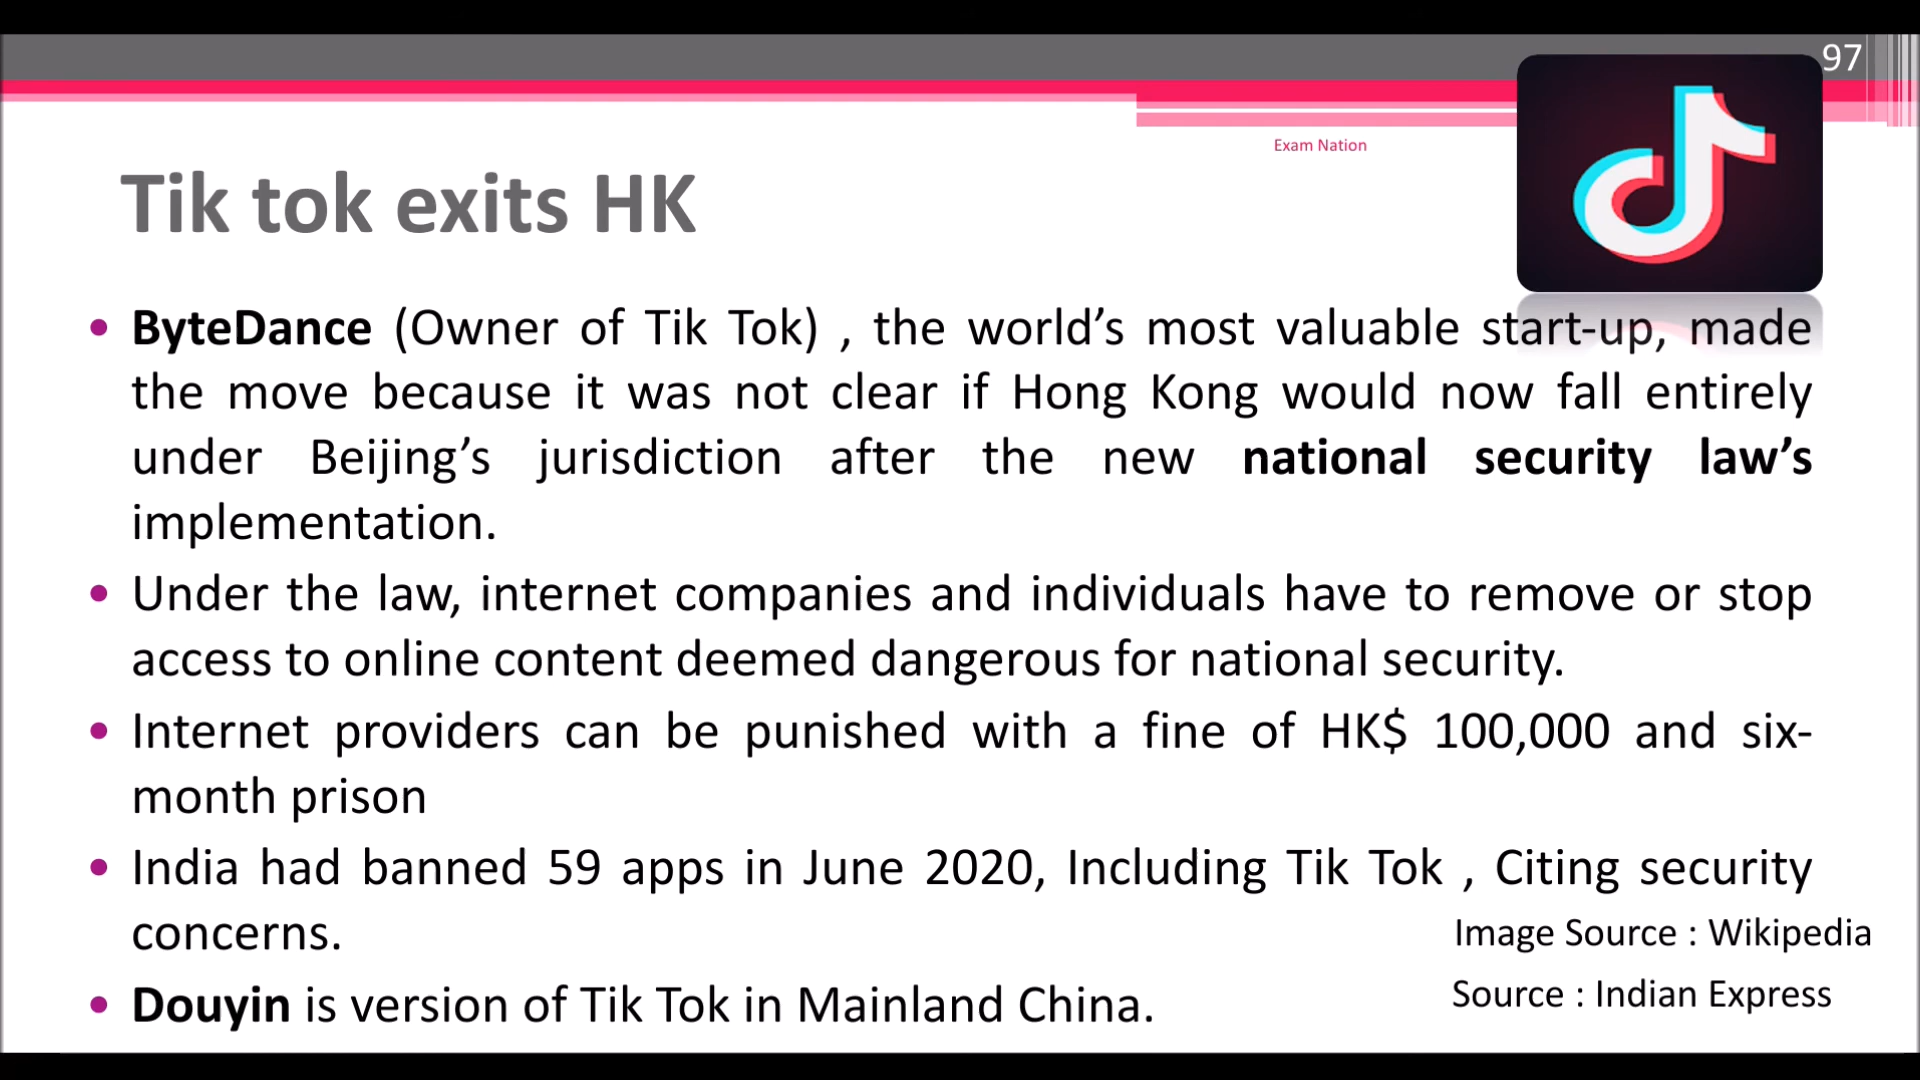 97
Exam Nation
Tik tok exits HK
• ByteDance (Owner of Tik Tok) , the world’s most valuable start-up, made
the move because it was not clear if Hong Kong would now fall entirely
under Beijing’s jurisdiction after the new national security law’s
implementation.
• Under the law, internet companies and individuals have to remove or stop
access to online content deemed dangerous for national security.
• Internet providers can be punished with a fine of HK$ 100,000 and six-
month prison
• India had banned 59 apps in June 2020, Including Tik Tok , Citing security
concerns.
Image Source : Wikipedia
Source : Indian Express
• Douyin is version of Tik Tok in Mainland China.